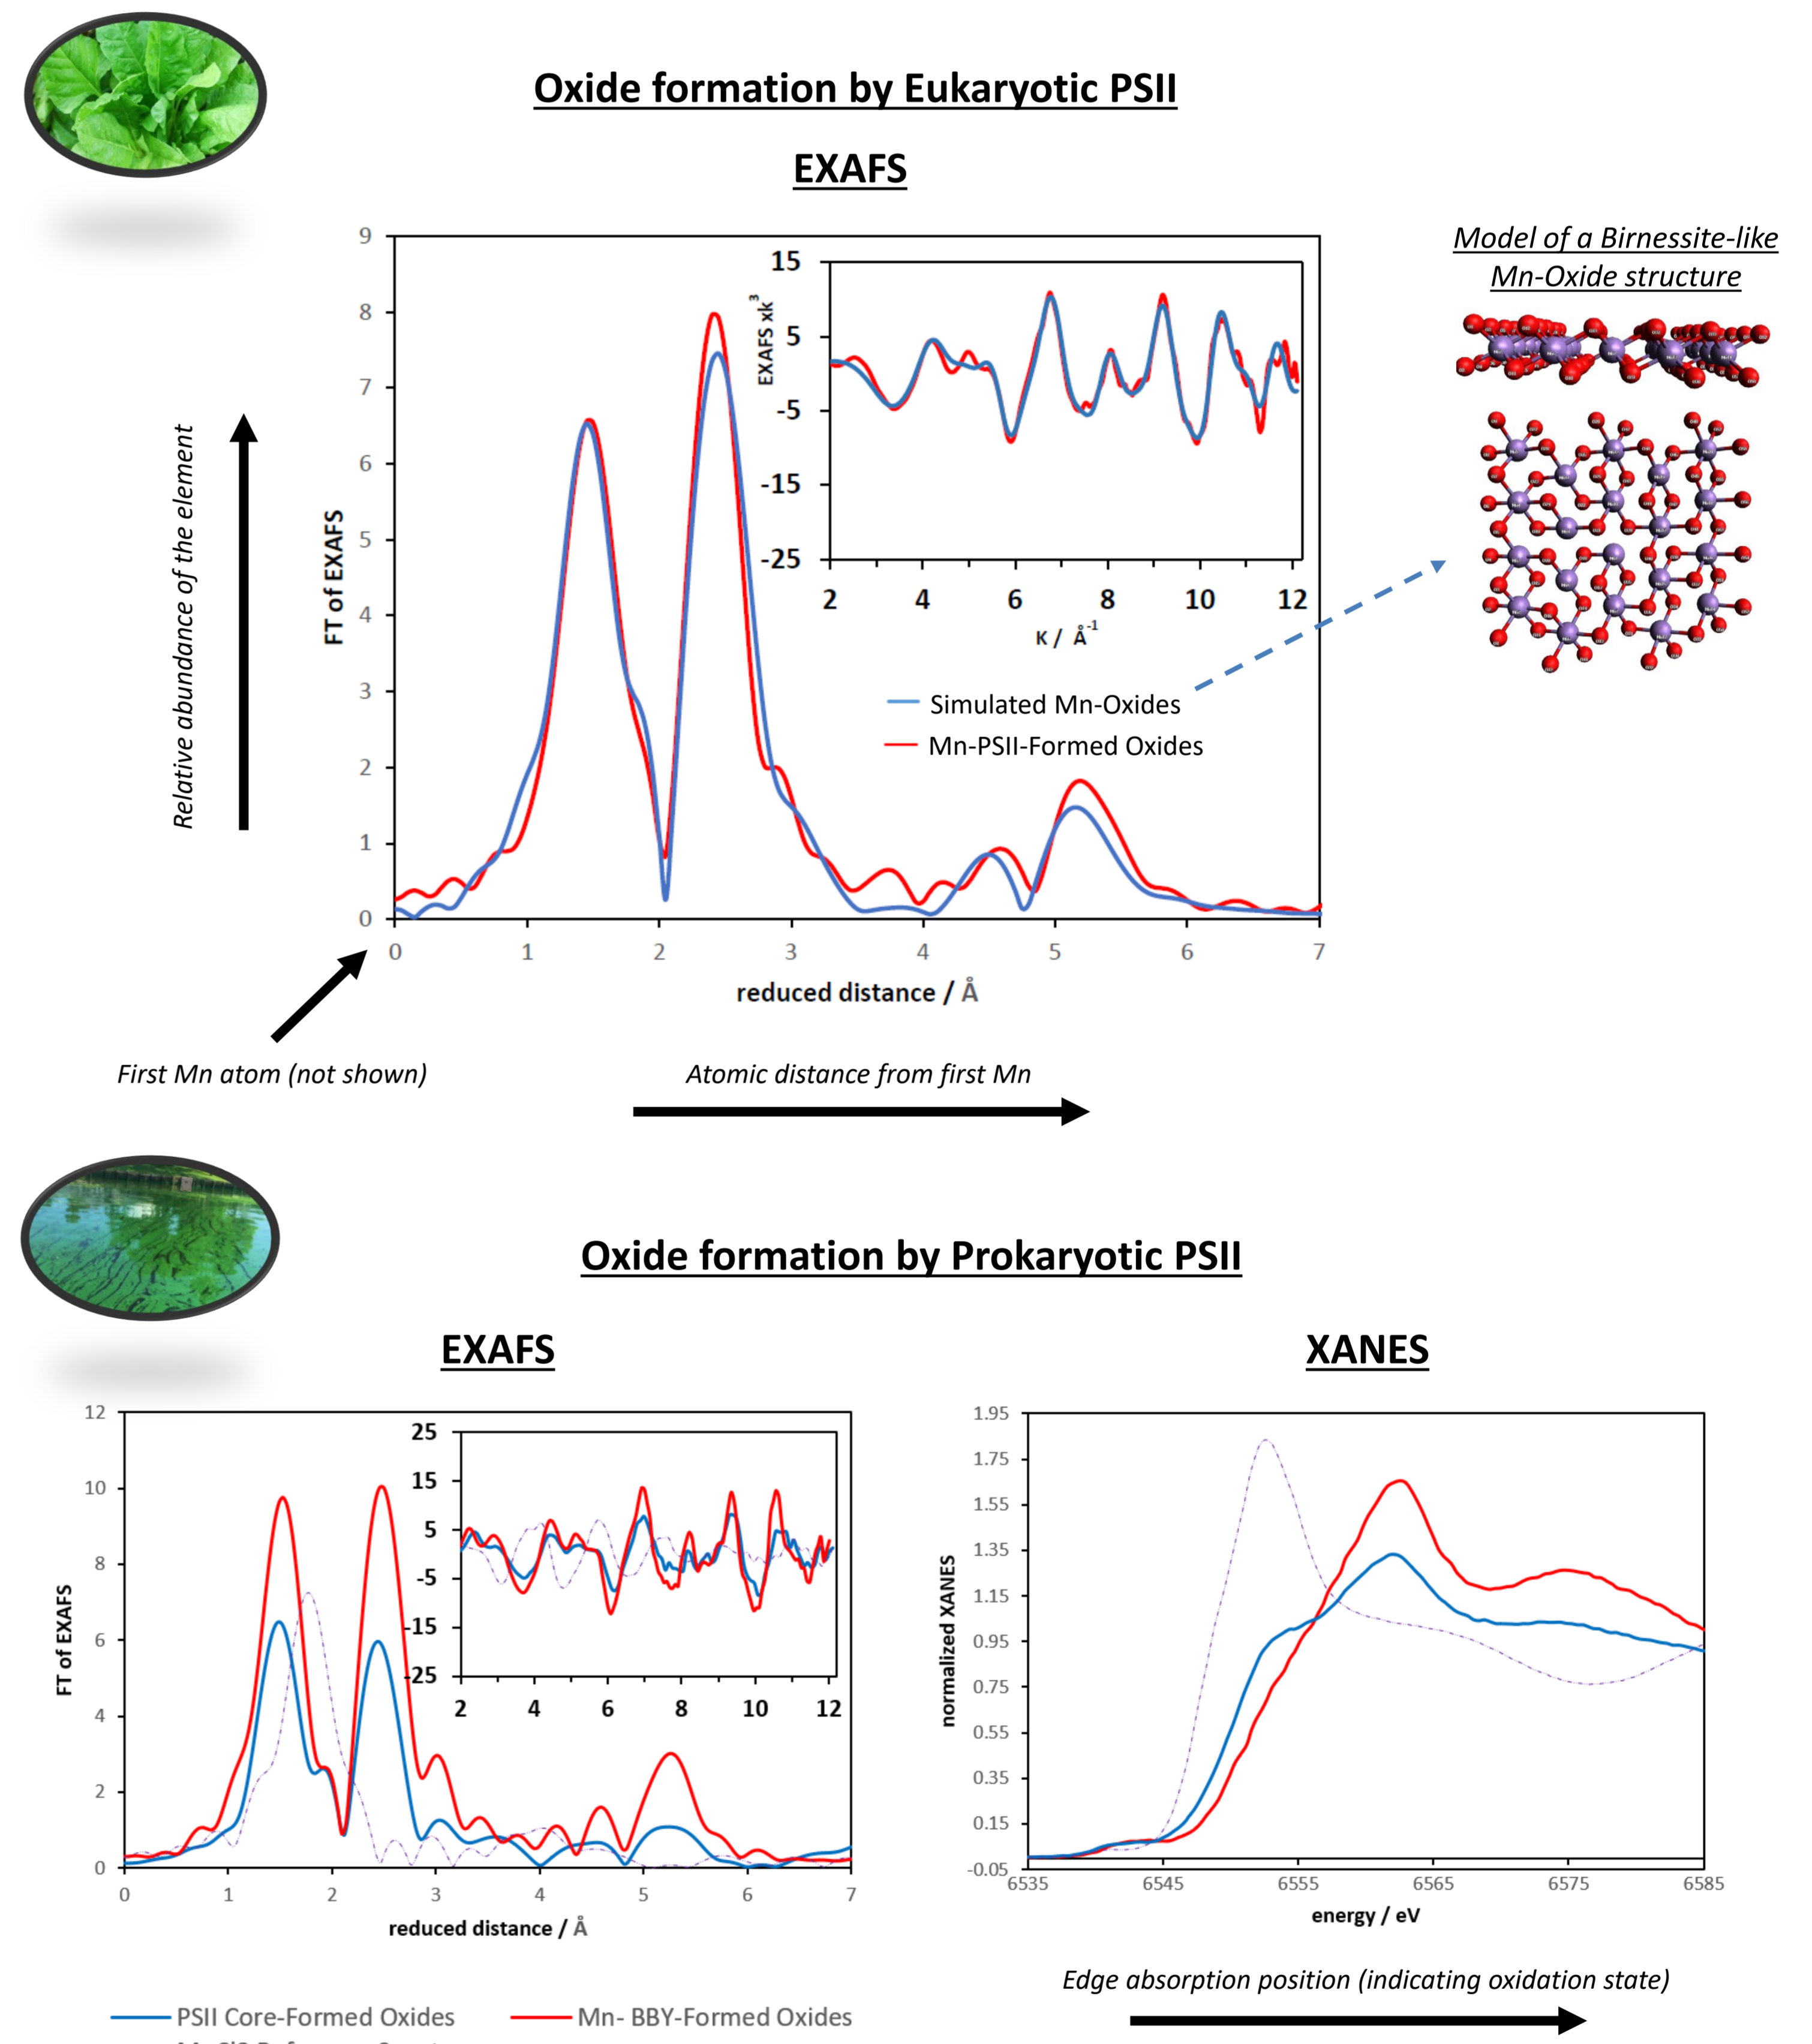 Oxide formation by Eukaryotic PSII
EXAFS
Model of a Birnessite-like
Mn-Oxide structure
Relative abundance of the element
FT of EXAFS
9
8
7
6
5
4
3
2
1
0
0 1 2 3 4 5 6 7
reduced distance / Å
EXAFS xk³
15
5
-5
-15
-25
2 4 6 8 10 12
K / Å⁻¹
Simulated Mn-Oxides
Mn-PSII-Formed Oxides
First Mn atom (not shown)
Atomic distance from first Mn
Oxide formation by Prokaryotic PSII
EXAFS
FT of EXAFS
12
10
8
6
4
2
0
0 1 2 3 4 5 6 7
reduced distance / Å
25
15
5
-5
-15
-25
2 4 6 8 10 12
PSII Core-Formed Oxides
Mn- BBY-Formed Oxides
XANES
normalized XANES
1.95
1.75
1.55
1.35
1.15
0.95
0.75
0.55
0.35
0.15
-0.05
6535 6545 6555 6565 6575 6585
energy / eV
Edge absorption position (indicating oxidation state)